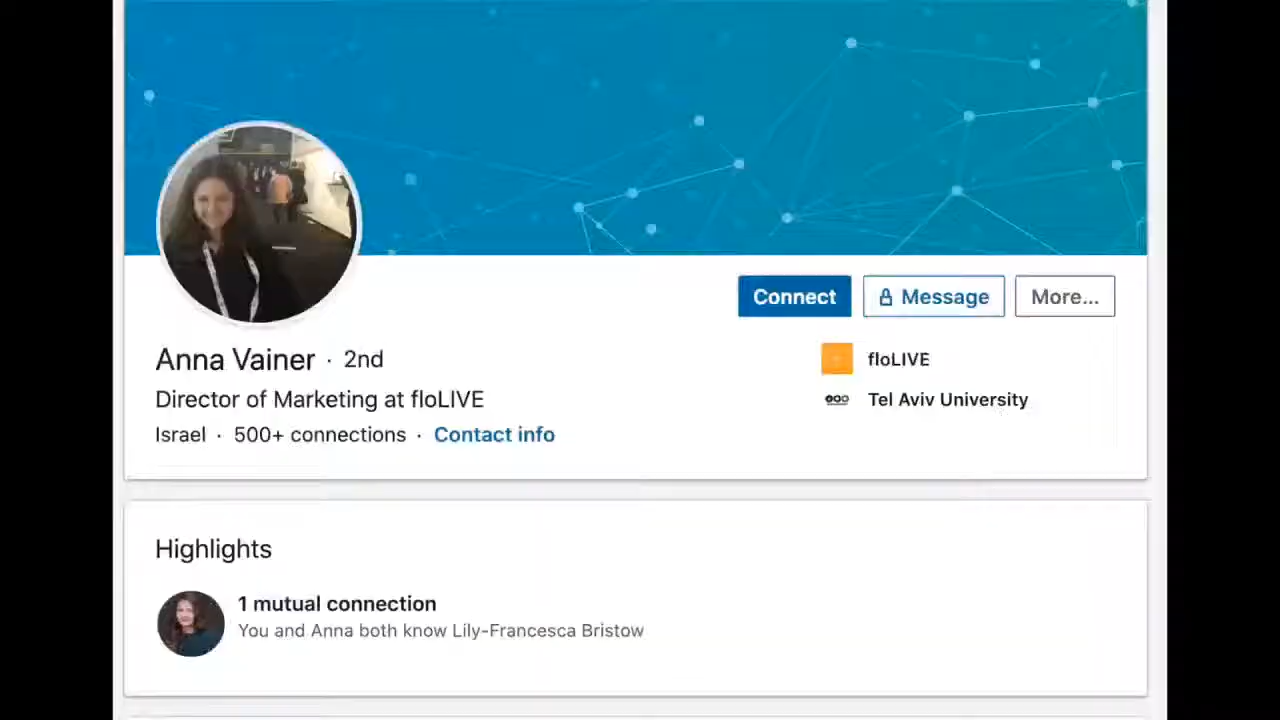 Connect
Message
More...
Anna Vainer · 2nd
Director of Marketing at floLIVE
Israel · 500+ connections · Contact info
floLIVE
Tel Aviv University
Highlights
1 mutual connection
You and Anna both know Lily-Francesca Bristow